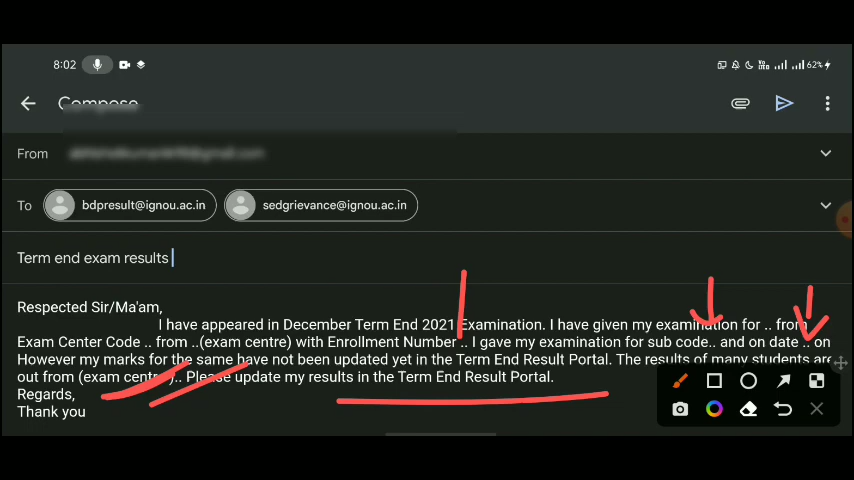 8:02 62%
Compose
From
To bdpresult@ignou.ac.in sedgrievance@ignou.ac.in
Term end exam results
Respected Sir/Ma'am,
I have appeared in December Term End 2021 Examination. I have given my examination for .. from
Exam Center Code .. from ..(exam centre) with Enrollment Number .. I gave my examination for sub code.. and on date .. on
However my marks for the same have not been updated yet in the Term End Result Portal. The results of many students are
out from (exam centre).. Please update my results in the Term End Result Portal.
Regards,
Thank you